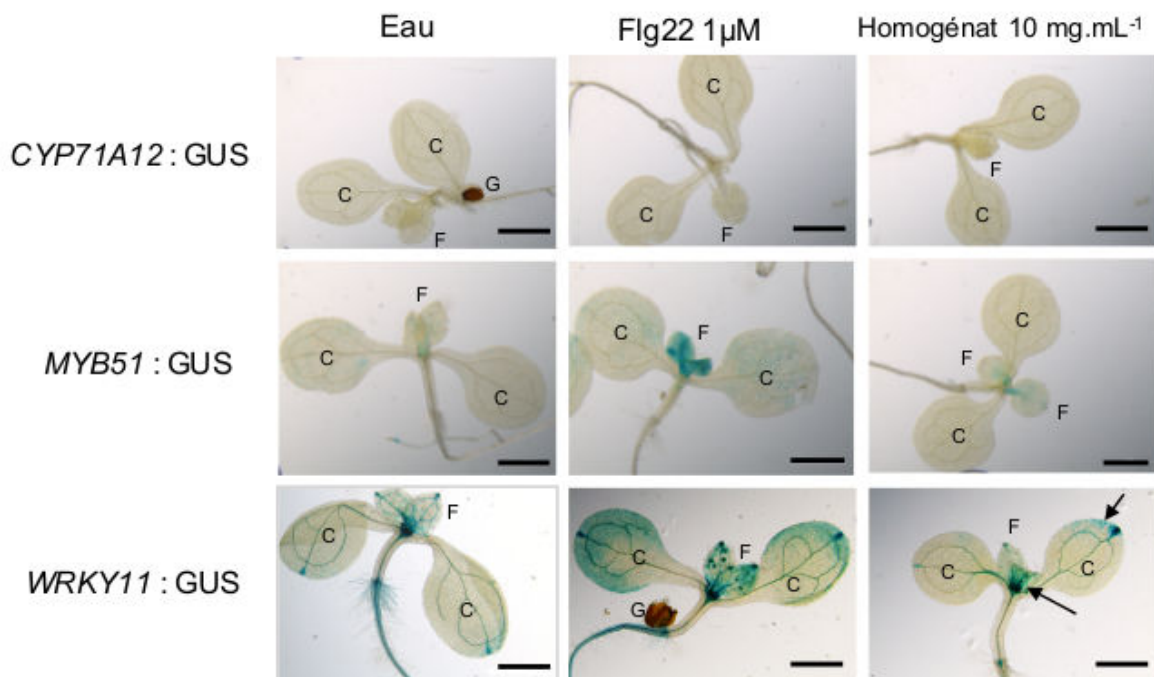 Eau
Flg22 1µM
Homogénat 10 mg.mL⁻¹
CYP71A12 : GUS
C
C
G
F
C
C
F
C
F
C
MYB51 : GUS
F
C
C
C
F
C
C
F
F
C
WRKY11 : GUS
F
C
C
C
F
C
G
F
C
C